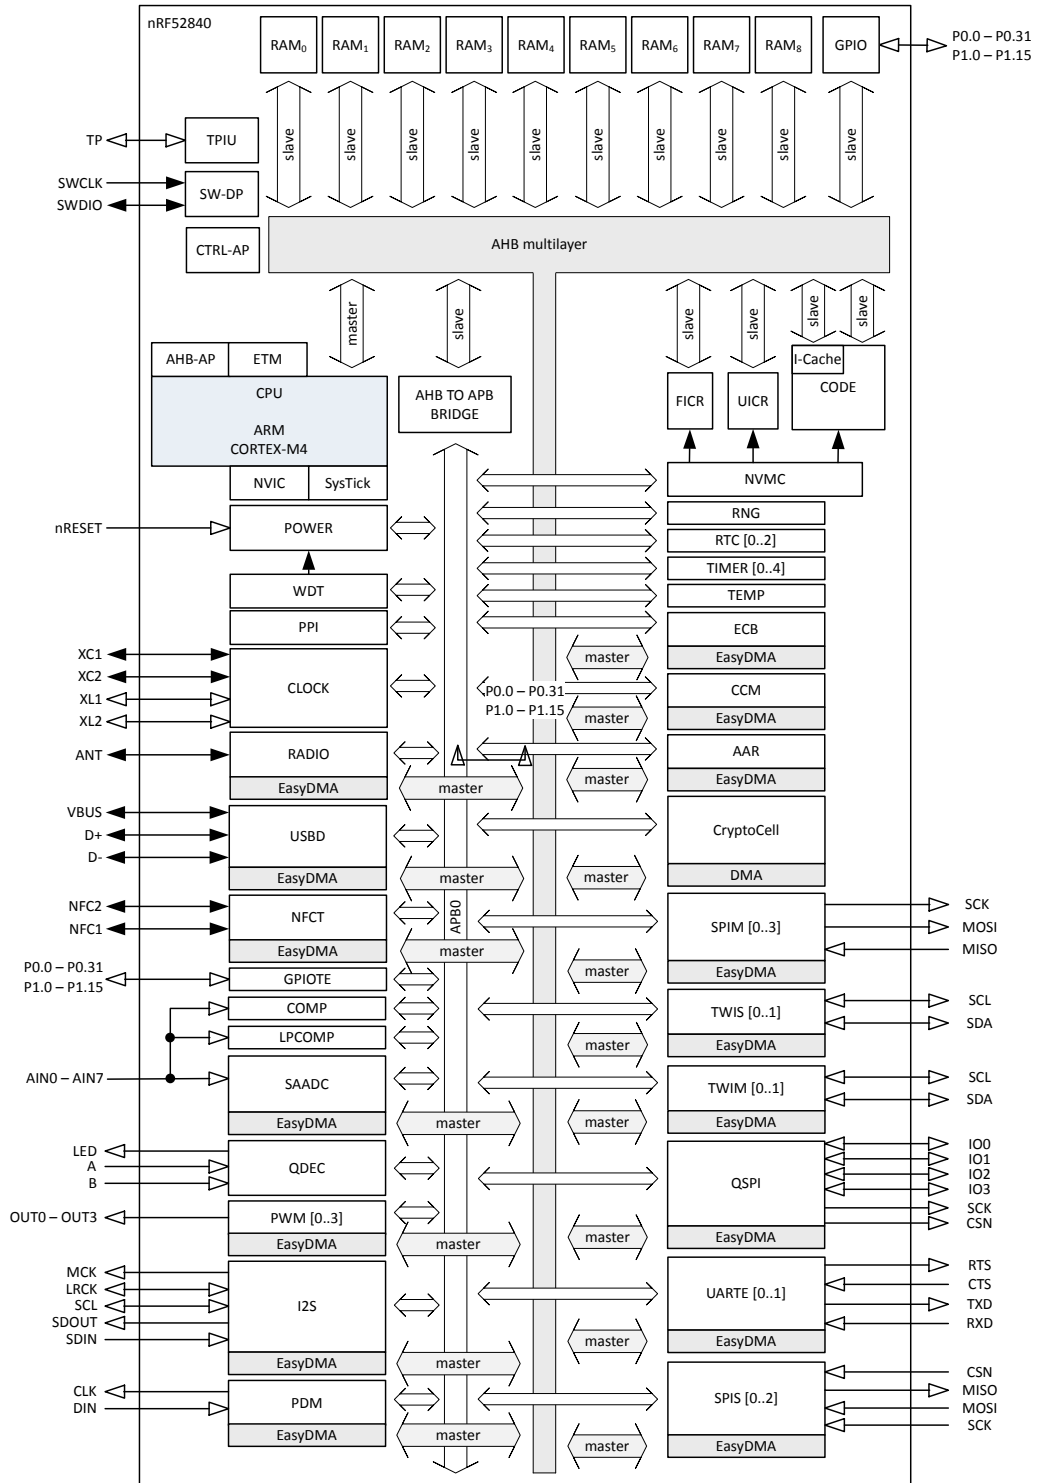 nRF52840
RAM0 RAM1 RAM2 RAM3 RAM4 RAM5 RAM6 RAM7 RAM8 GPIO
P0.0 – P0.31
P1.0 – P1.15
slave slave slave slave slave slave slave slave slave slave
TP TPIU
SWCLK
SWDIO
SW-DP
CTRL-AP
AHB multilayer
master slave slave slave slave slave
AHB-AP ETM
CPU
ARM
CORTEX-M4
NVIC SysTick
AHB TO APB
BRIDGE
FICR UICR
I-Cache
CODE
NVMC
nRESET POWER
RNG
RTC [0..2]
TIMER [0..4]
WDT
TEMP
PPI
ECB
master EasyDMA
XC1
XC2
XL1
XL2
CLOCK
P0.0 – P0.31
P1.0 – P1.15
CCM
master EasyDMA
ANT RADIO
EasyDMA master
AAR
master EasyDMA
VBUS
D+
D-
USBD
EasyDMA master
CryptoCell
master DMA
NFC2
NFC1
NFCT
EasyDMA master
APB0
SPIM [0..3]
master EasyDMA
SCK
MOSI
MISO
P0.0 – P0.31
P1.0 – P1.15
GPIOTE
COMP
LPCOMP
TWIS [0..1]
master EasyDMA
SCL
SDA
AIN0 – AIN7 SAADC
EasyDMA master
TWIM [0..1]
master EasyDMA
SCL
SDA
LED
A
B
QDEC
QSPI
master EasyDMA
IO0
IO1
IO2
IO3
SCK
CSN
OUT0 – OUT3 PWM [0..3]
EasyDMA master
MCK
LRCK
SCL
SDOUT
SDIN
I2S
EasyDMA master
UARTE [0..1]
master EasyDMA
RTS
CTS
TXD
RXD
CLK
DIN
PDM
EasyDMA master
SPIS [0..2]
master EasyDMA
CSN
MISO
MOSI
SCK